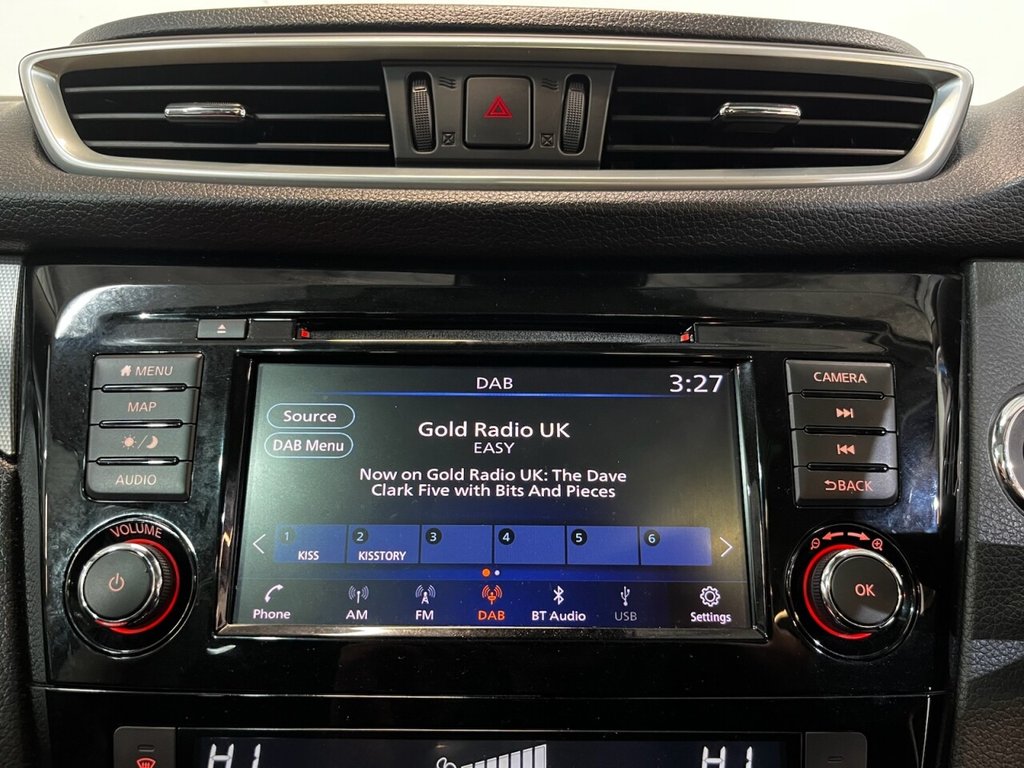 DAB
3:27
Source
DAB Menu
Gold Radio UK
EASY
Now on Gold Radio UK: The Dave
Clark Five with Bits And Pieces
1 KISS
2 KISSTORY
3
4
5
6
Phone
AM
FM
DAB
BT Audio
USB
Settings
MENU
MAP
AUDIO
VOLUME
CAMERA
BACK
OK
HI
HI